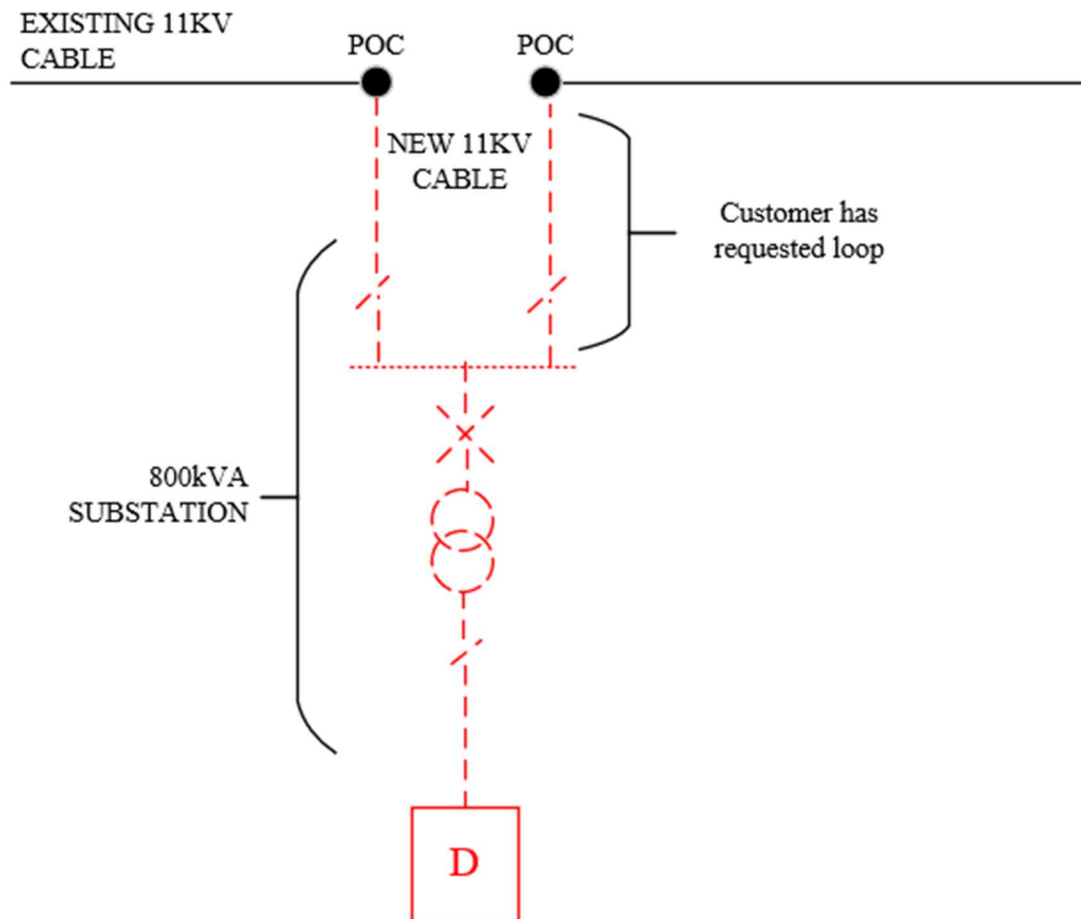 EXISTING 11KV
CABLE
POC
POC
NEW 11KV
CABLE
Customer has
requested loop
800kVA
SUBSTATION
D